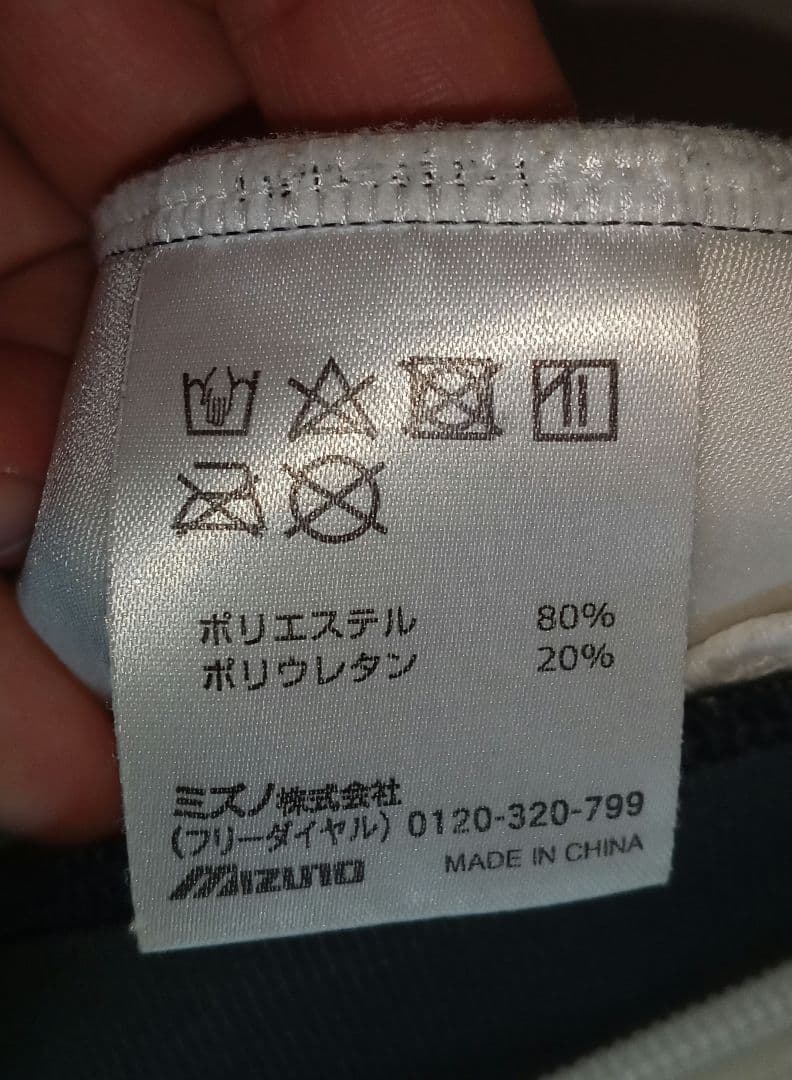 ポリエステル 80%
ポリウレタン 20%
ミズノ株式会社
(フリーダイヤル) 0120-320-799
MIZUNO MADE IN CHINA